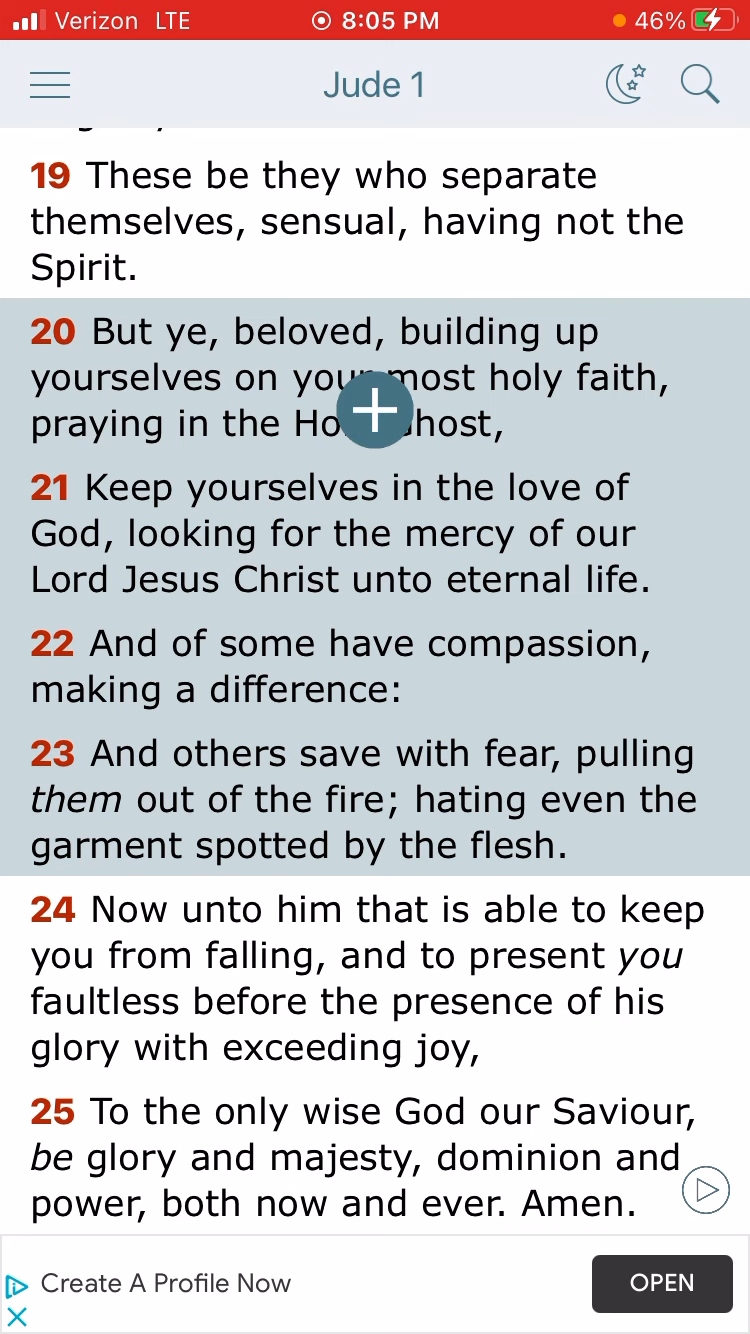 Verizon LTE 8:05 PM 46%
Jude 1
19 These be they who separate
themselves, sensual, having not the
Spirit.
20 But ye, beloved, building up
yourselves on your most holy faith,
praying in the Ho Ghost,
21 Keep yourselves in the love of
God, looking for the mercy of our
Lord Jesus Christ unto eternal life.
22 And of some have compassion,
making a difference:
23 And others save with fear, pulling
them out of the fire; hating even the
garment spotted by the flesh.
24 Now unto him that is able to keep
you from falling, and to present you
faultless before the presence of his
glory with exceeding joy,
25 To the only wise God our Saviour,
be glory and majesty, dominion and
power, both now and ever. Amen.
Create A Profile Now
OPEN